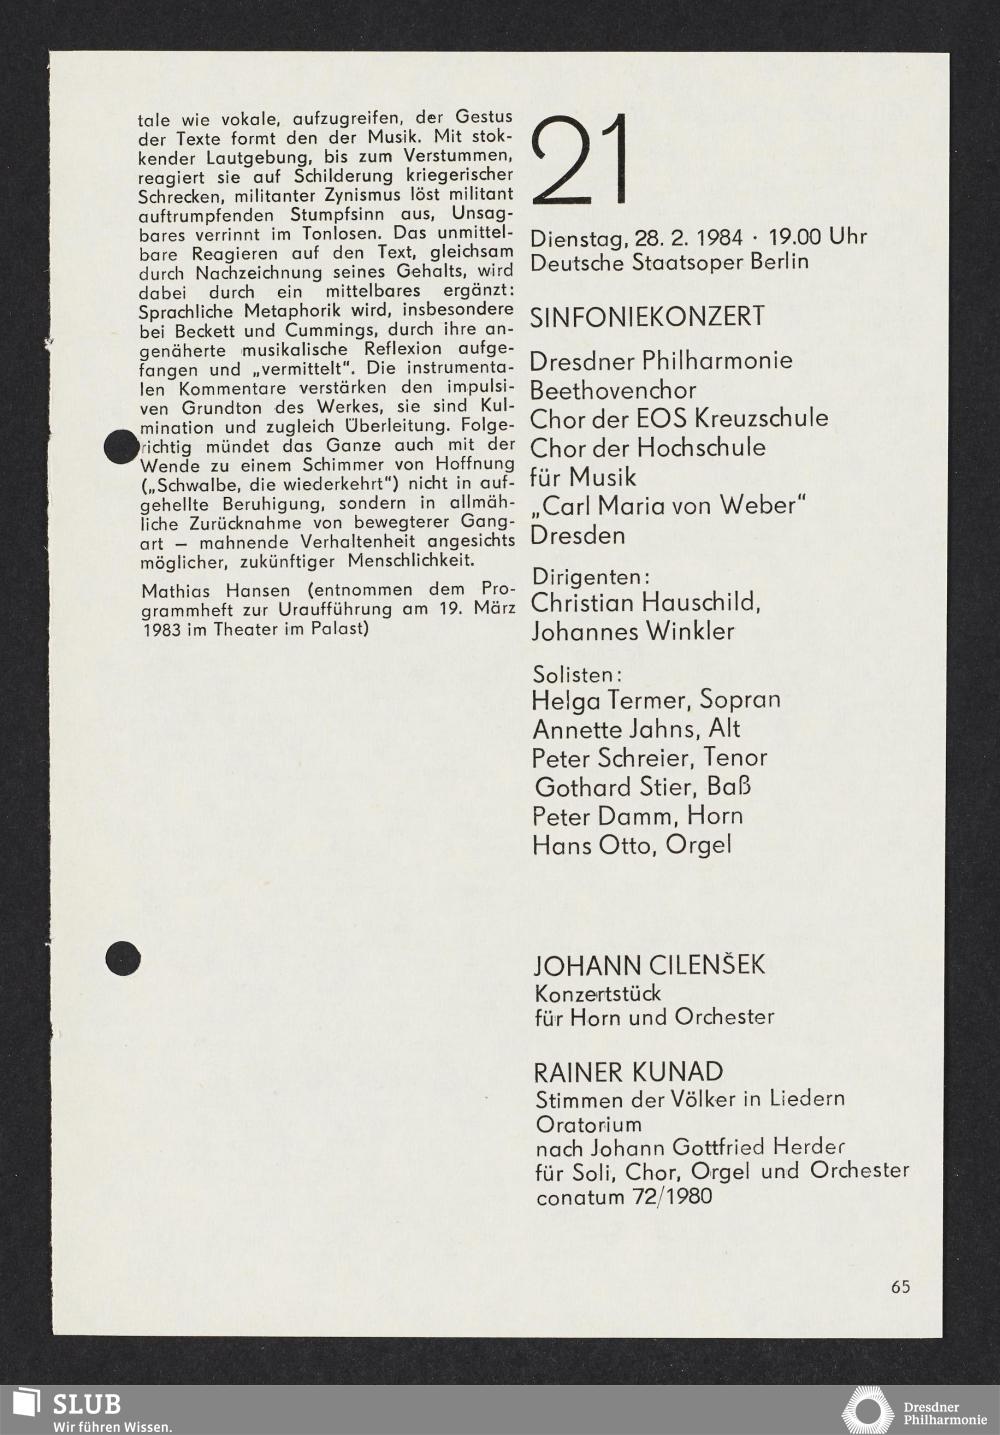 tale wie vokale, aufzugreifen, der Gestus
der Texte formt den der Musik. Mit stok-
kender Lautgebung, bis zum Verstummen,
reagiert sie auf Schilderung kriegerischer
Schrecken, militanter Zynismus löst militant
auftrumpfenden Stumpfsinn aus, Unsag-
bares verrinnt im Tonlosen. Das unmittel-
bare Reagieren auf den Text, gleichsam
durch Nachzeichnung seines Gehalts, wird
dabei durch ein mittelbares ergänzt:
Sprachliche Metaphorik wird, insbesondere
bei Beckett und Cummings, durch ihre an-
genäherte musikalische Reflexion aufge-
fangen und „vermittelt“. Die instrumenta-
len Kommentare verstärken den impulsi-
ven Grundton des Werkes, sie sind Kul-
mination und zugleich Überleitung. Folge-
richtig mündet das Ganze auch mit der
Wende zu einem Schimmer von Hoffnung
(„Schwalbe, die wiederkehrt“) nicht in auf-
gehellte Beruhigung, sondern in allmäh-
liche Zurücknahme von bewegterer Gang-
art – mahnende Verhaltenheit angesichts
möglicher, zukünftiger Menschlichkeit.
Mathias Hansen (entnommen dem Pro-
grammheft zur Uraufführung am 19. März
1983 im Theater im Palast)
21
Dienstag, 28. 2. 1984 · 19.00 Uhr
Deutsche Staatsoper Berlin
SINFONIEKONZERT
Dresdner Philharmonie
Beethovenchor
Chor der EOS Kreuzschule
Chor der Hochschule
für Musik
„Carl Maria von Weber“
Dresden
Dirigenten:
Christian Hauschild,
Johannes Winkler
Solisten:
Helga Termer, Sopran
Annette Jahns, Alt
Peter Schreier, Tenor
Gothard Stier, Baß
Peter Damm, Horn
Hans Otto, Orgel
JOHANN CILENŠEK
Konzertstück
für Horn und Orchester
RAINER KUNAD
Stimmen der Völker in Liedern
Oratorium
nach Johann Gottfried Herder
für Soli, Chor, Orgel und Orchester
conatum 72/1980
65
SLUB
Wir führen Wissen.
Dresdner
Philharmonie